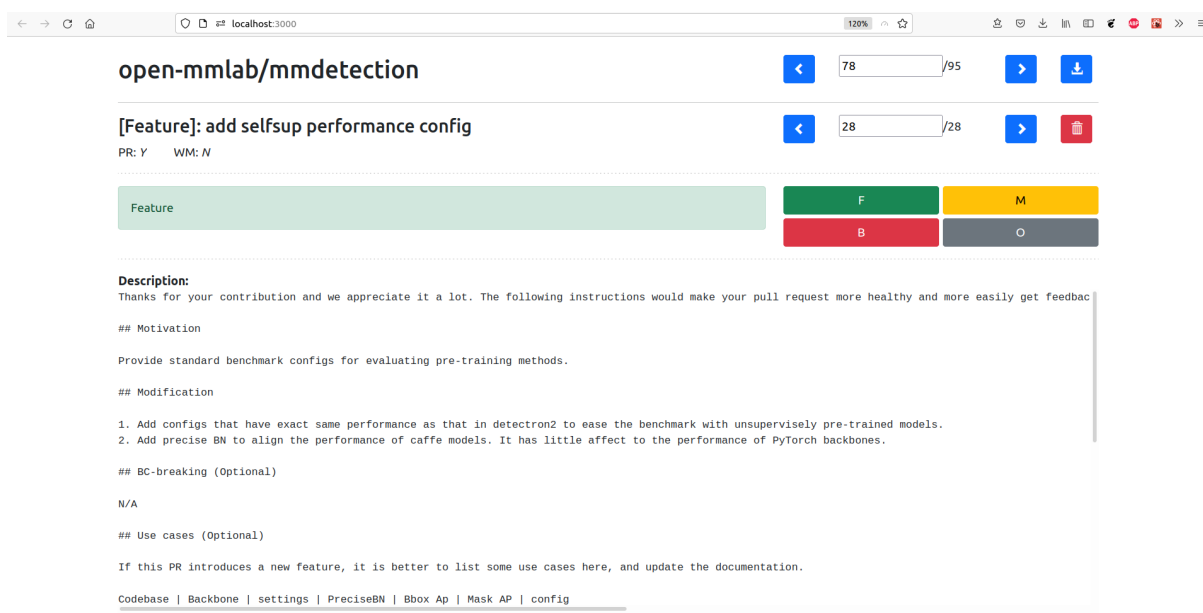 localhost:3000
120%
open-mmlab/mmdetection
78 /95
[Feature]: add selfsup performance config
28 /28
PR: Y WM: N
Feature
F M
B O
Description:
Thanks for your contribution and we appreciate it a lot. The following instructions would make your pull request more healthy and more easily get feedbac
## Motivation
Provide standard benchmark configs for evaluating pre-training methods.
## Modification
1. Add configs that have exact same performance as that in detectron2 to ease the benchmark with unsupervisely pre-trained models.
2. Add precise BN to align the performance of caffe models. It has little affect to the performance of PyTorch backbones.
## BC-breaking (Optional)
N/A
## Use cases (Optional)
If this PR introduces a new feature, it is better to list some use cases here, and update the documentation.
Codebase | Backbone | settings | PreciseBN | Bbox Ap | Mask AP | config